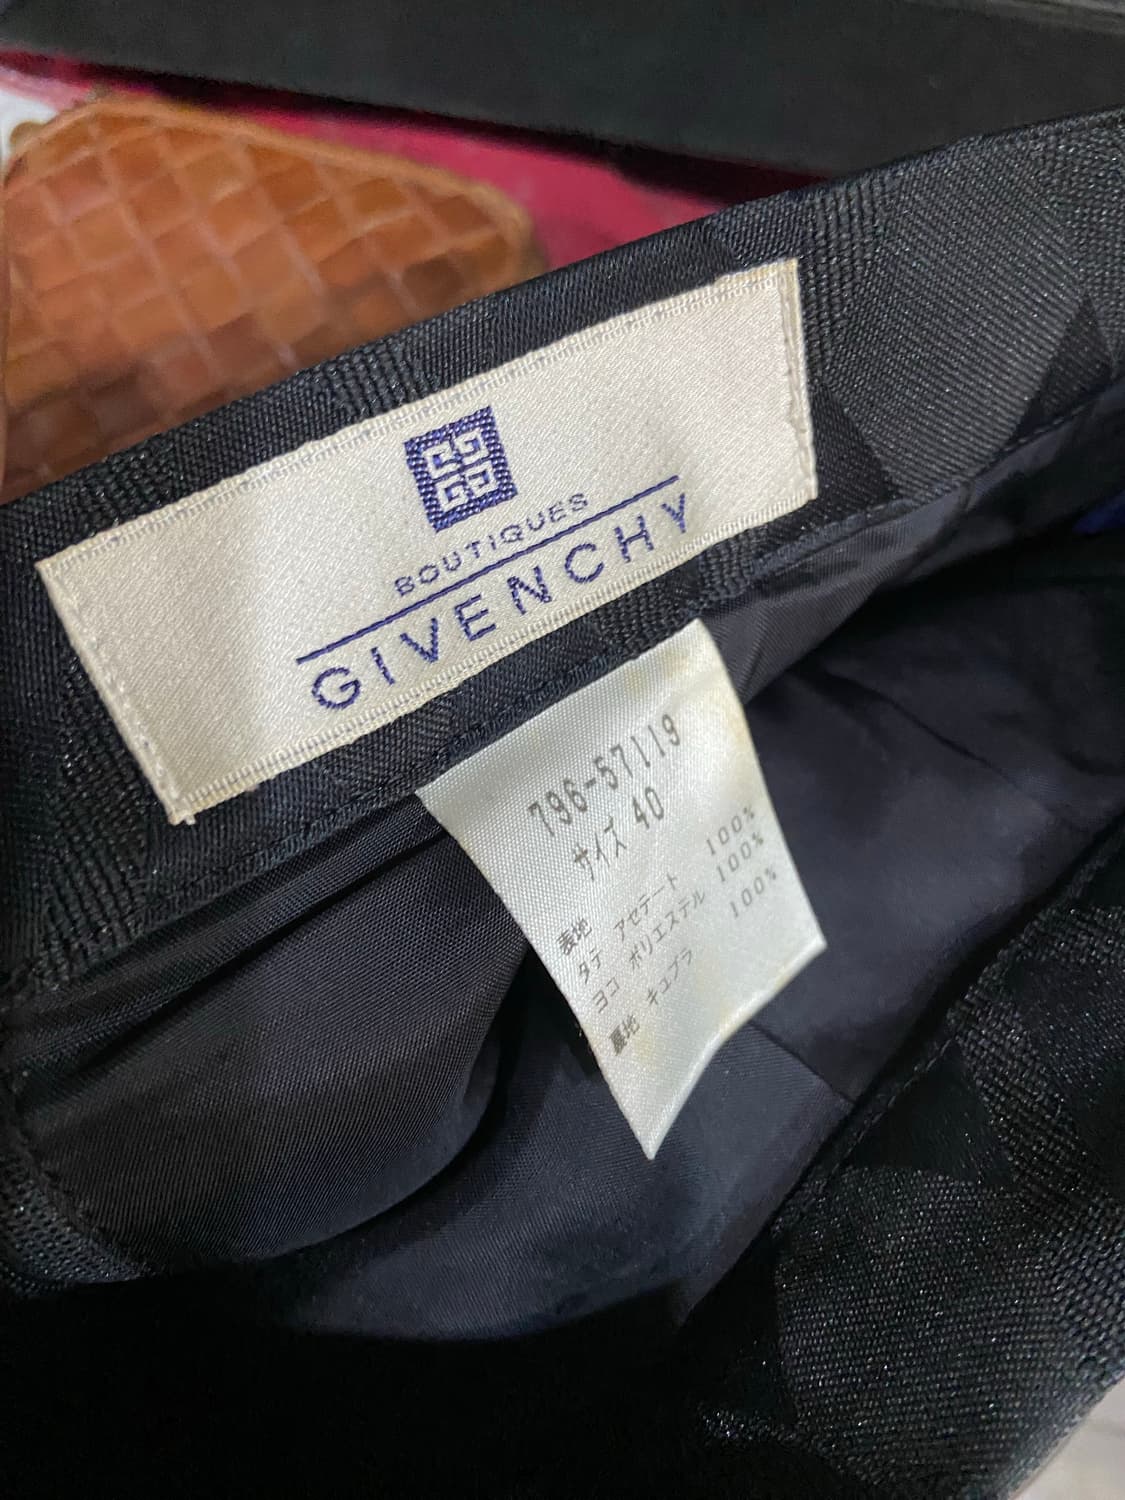 BOUTIQUES
GIVENCHY
796-57119
サイズ 40
表地
タテ アセテート 100%
ヨコ ポリエステル 100%
裏地 キュプラ 100%